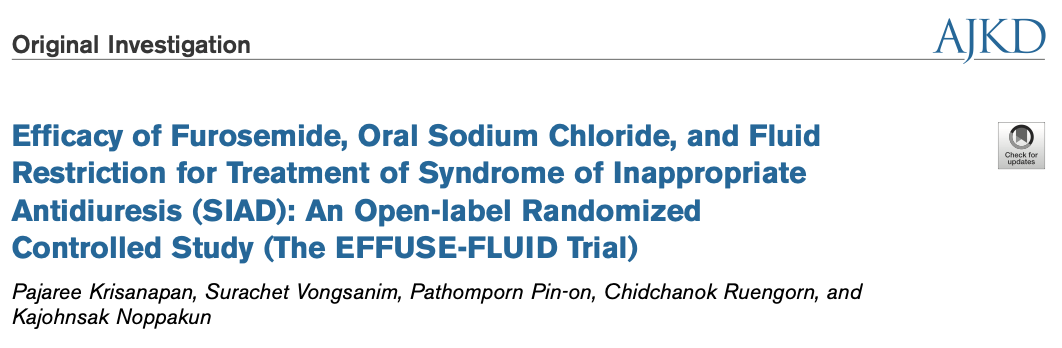 Original Investigation
AJKD
Efficacy of Furosemide, Oral Sodium Chloride, and Fluid
Restriction for Treatment of Syndrome of Inappropriate
Antidiuresis (SIAD): An Open-label Randomized
Controlled Study (The EFFUSE-FLUID Trial)
Check for
updates
Pajaree Krisanapan, Surachet Vongsanim, Pathomporn Pin-on, Chidchanok Ruengorn, and
Kajohnsak Noppakun